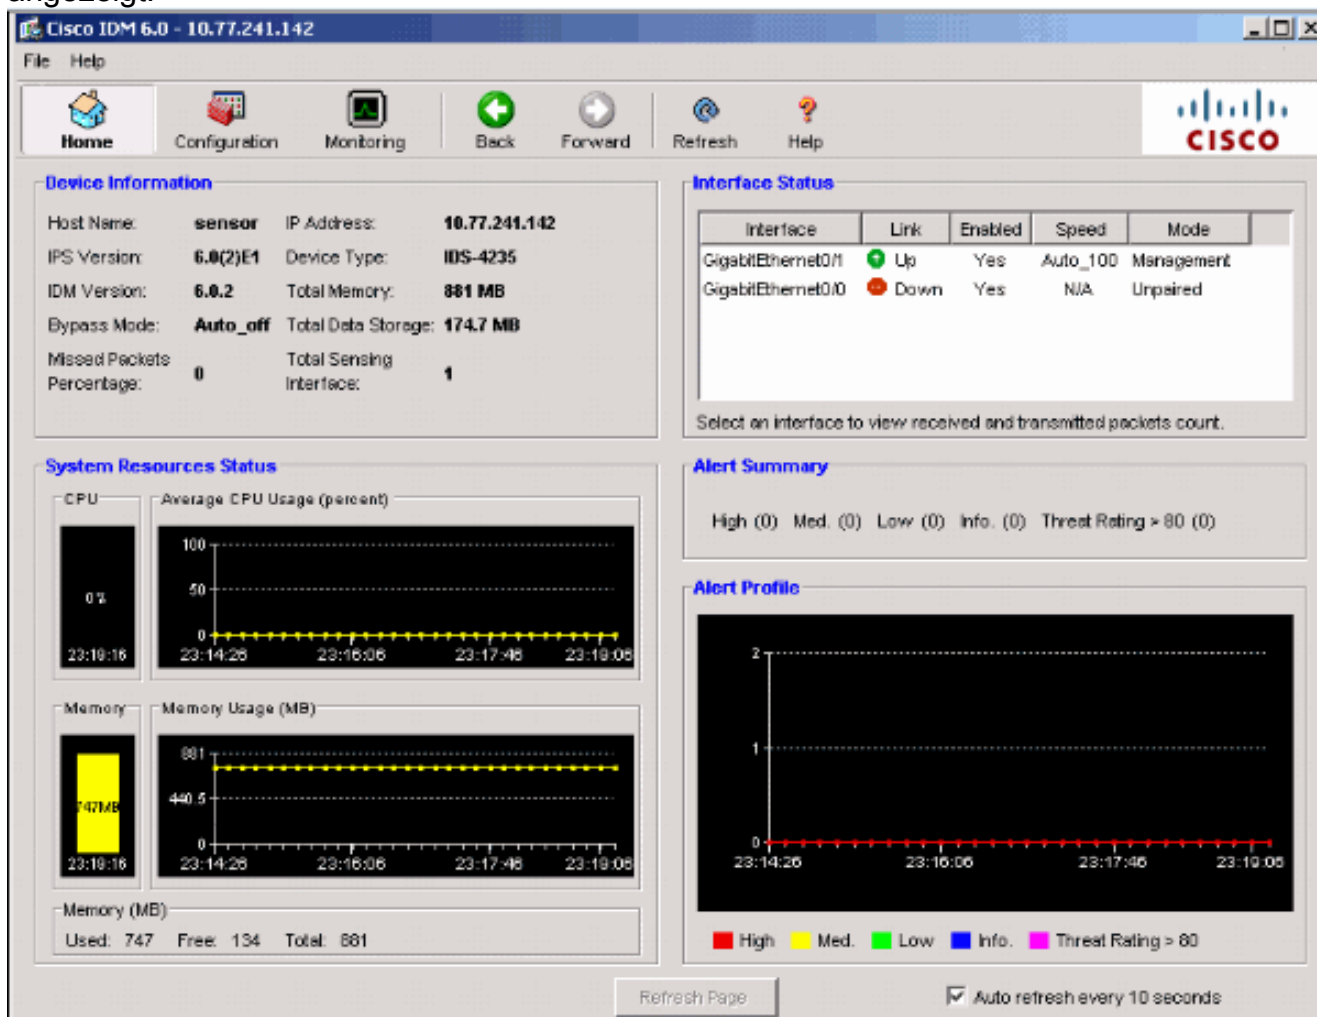 angezeigt.
Cisco IDM 6.0 - 10.77.241.142
File Help
Home Configuration Monitoring Back Forward Refresh Help
CISCO
Device Information
Host Name: sensor IP Address: 10.77.241.142
IPS Version: 6.0(2)E1 Device Type: IDS-4235
IDM Version: 6.0.2 Total Memory: 881 MB
Bypass Mode: Auto_off Total Data Storage: 174.7 MB
Missed Packets Percentage: 0 Total Sensing Interface: 1
Interface Status
Interface Link Enabled Speed Mode
GigabitEthernet0/1 Up Yes Auto_100 Management
GigabitEthernet0/0 Down Yes N/A Unpaired
Select an interface to view received and transmitted packets count.
System Resources Status
CPU
0%
23:19:16
Average CPU Usage (percent)
100
50
0
23:14:26 23:16:06 23:17:46 23:19:06
Memory
747MB
23:19:16
Memory Usage (MB)
881
440.5
0
23:14:26 23:16:06 23:17:46 23:19:06
Memory (MB)
Used: 747 Free: 134 Total: 881
Alert Summary
High (0) Med. (0) Low (0) Info. (0) Threat Rating > 80 (0)
Alert Profile
2
1
0
23:14:26 23:16:06 23:17:46 23:19:06
High Med. Low Info. Threat Rating > 80
Refresh Page
Auto refresh every 10 seconds